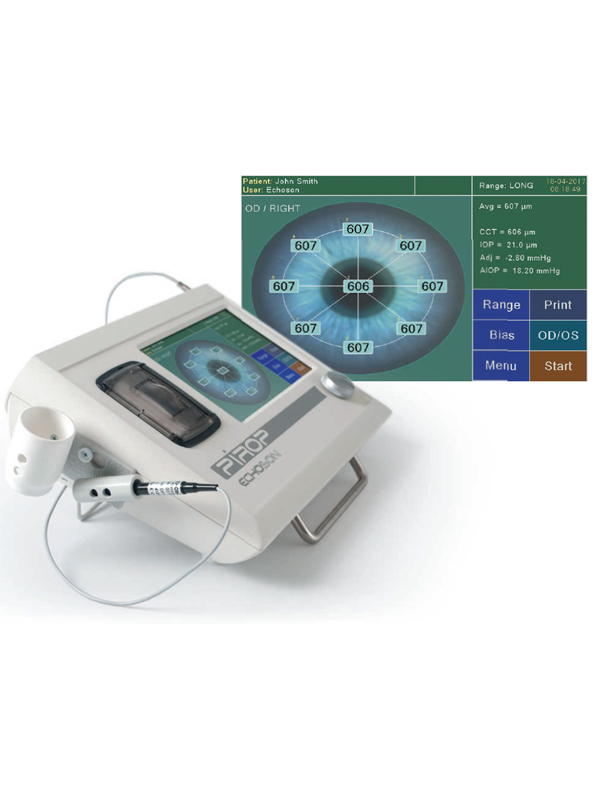 Patient: John Smith
User: Echoson
Range: LONG
18-04-2017
08:18:49
OD / RIGHT
Avg = 607 µm
CCT = 606 µm
IOP = 21.0 µm
Adj = -2.80 mmHg
AIOP = 18.20 mmHg
607
607
607
607
606
607
607
607
607
Range
Print
Bias
OD/OS
Menu
Start
PIROP
ECHOSON